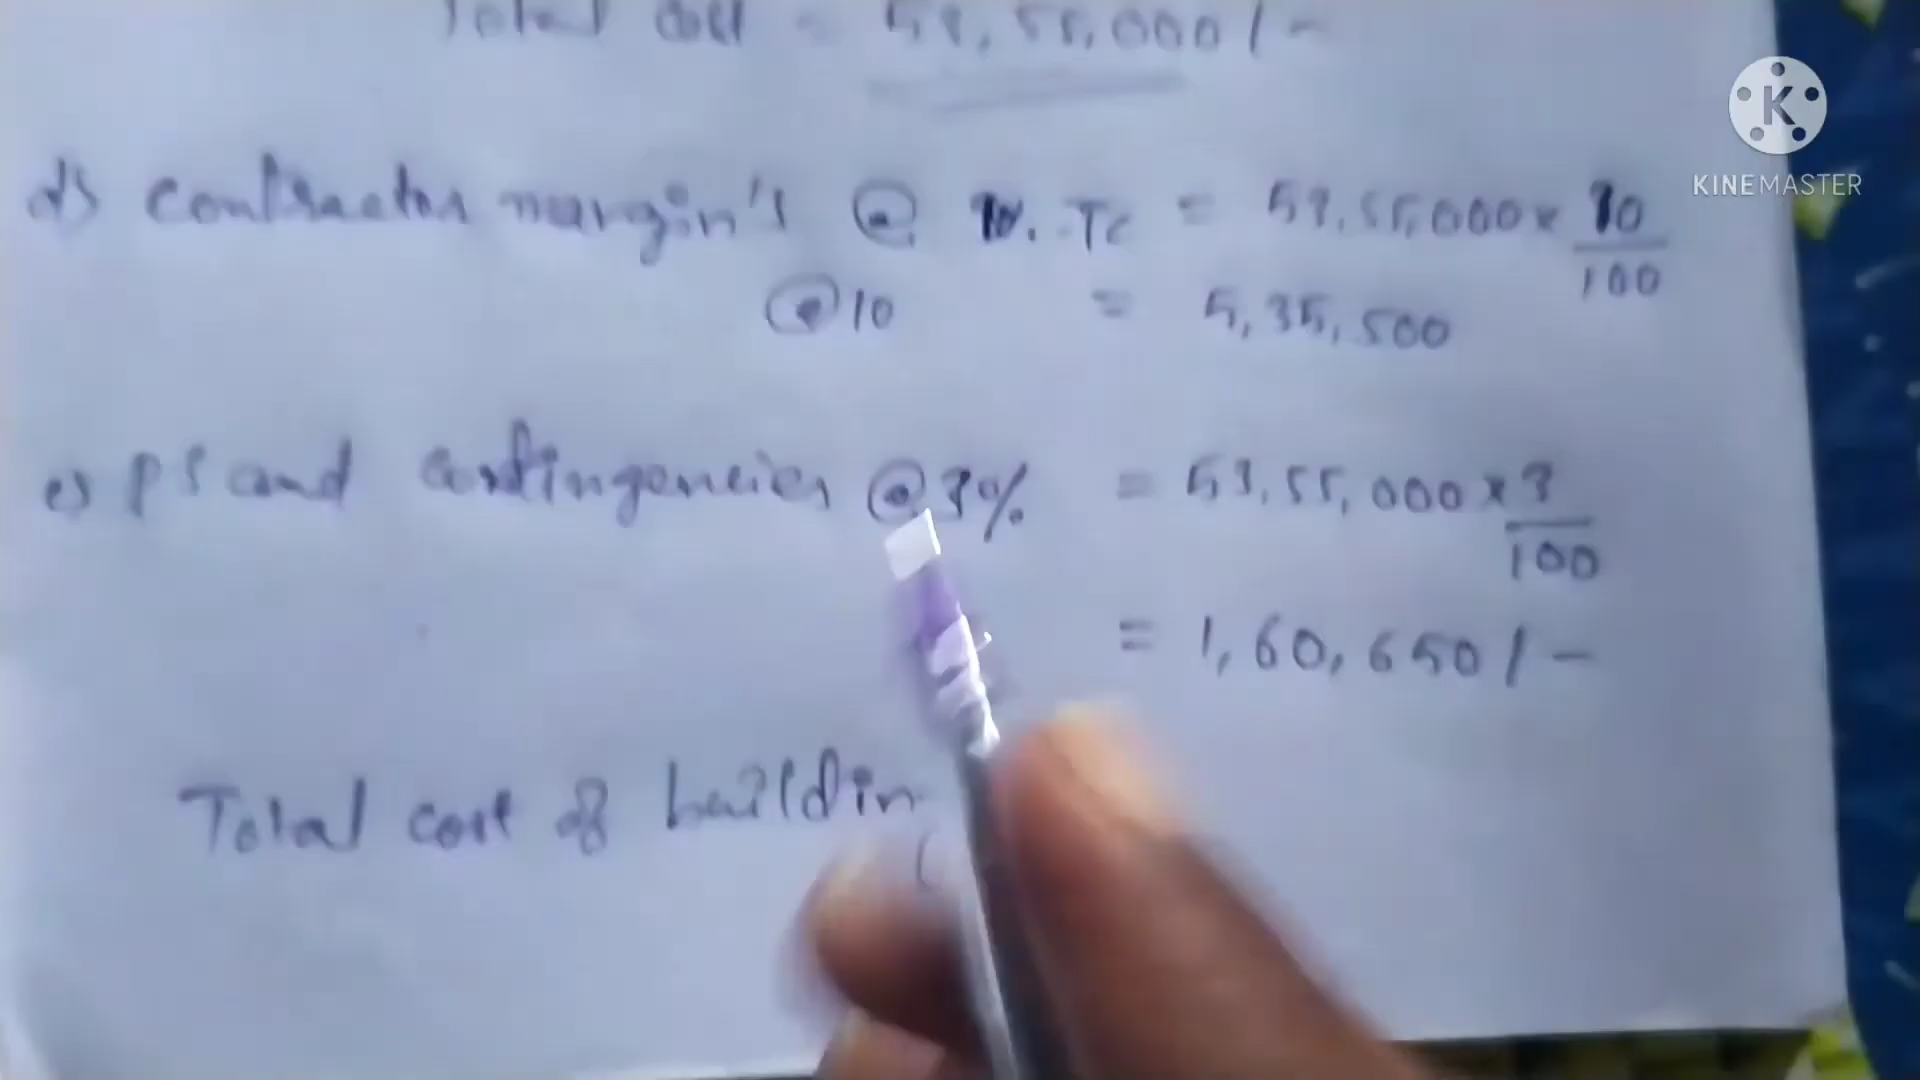 Total cost = 53,55,000/-
K
KINEMASTER
d) contractor margin's @ 10. Tc = 53,55,000 x 10/100
@10 = 5,35,500
e) PS and contingencies @3% = 53,55,000 x 3/100
= 1,60,650/-
Total cost of buildin